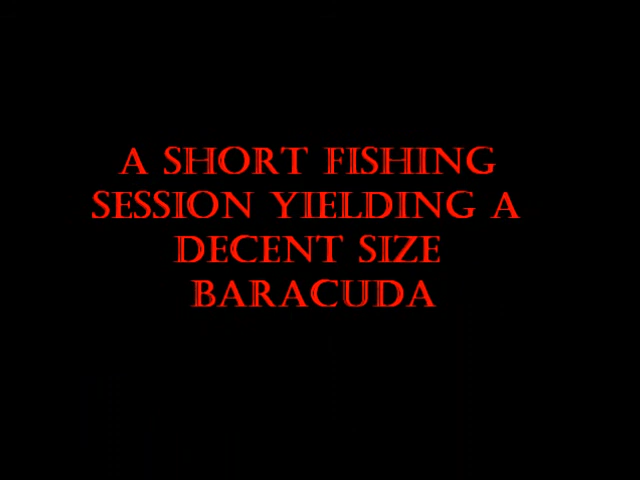 A SHORT FISHING
SESSION YIELDING A
DECENT SIZE
BARACUDA